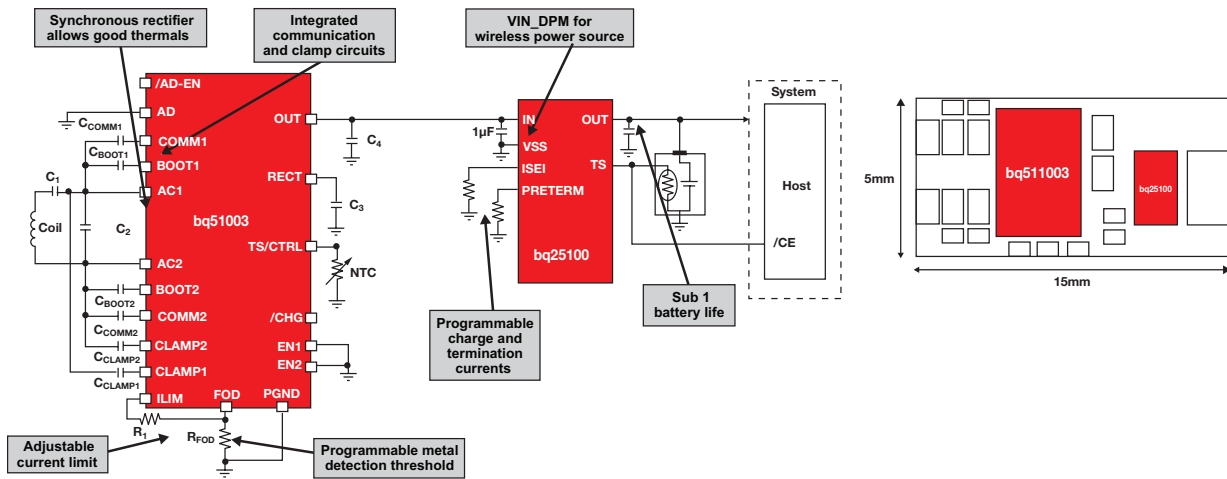 Synchronous rectifier
allows good thermals
Integrated
communication
and clamp circuits
VIN_DPM for
wireless power source
/AD-EN
AD
COMM1
BOOT1
AC1
AC2
BOOT2
COMM2
CLAMP2
CLAMP1
ILIM
FOD
PGND
OUT
RECT
TS/CTRL
/CHG
EN1
EN2
bq51003
CCOMM1
CBOOT1
C1
Coil
C2
CBOOT2
CCOMM2
CCLAMP2
CCLAMP1
R1
RFOD
C4
C3
NTC
Adjustable
current limit
Programmable metal
detection threshold
1µF
IN
VSS
ISEI
PRETERM
OUT
TS
bq25100
Programmable
charge and
termination
currents
Sub 1
battery life
System
Host
/CE
5mm
bq511003
bq25100
15mm